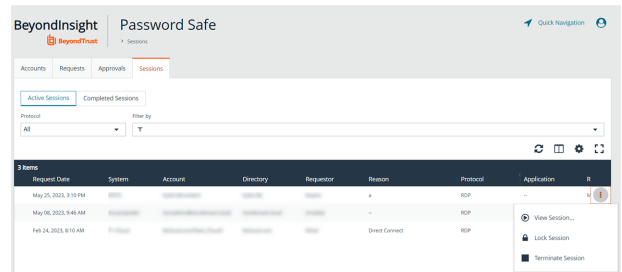 BeyondInsight
BeyondTrust
Password Safe
› Sessions
Quick Navigation
Accounts Requests Approvals Sessions
Active Sessions Completed Sessions
Protocol Filter by
All
3 items
Request Date System Account Directory Requestor Reason Protocol Application R
May 25, 2023, 3:10 PM a RDP --
May 08, 2023, 9:46 AM -- RDP
Feb 24, 2023, 8:10 AM Direct Connect RDP
View Session...
Lock Session
Terminate Session